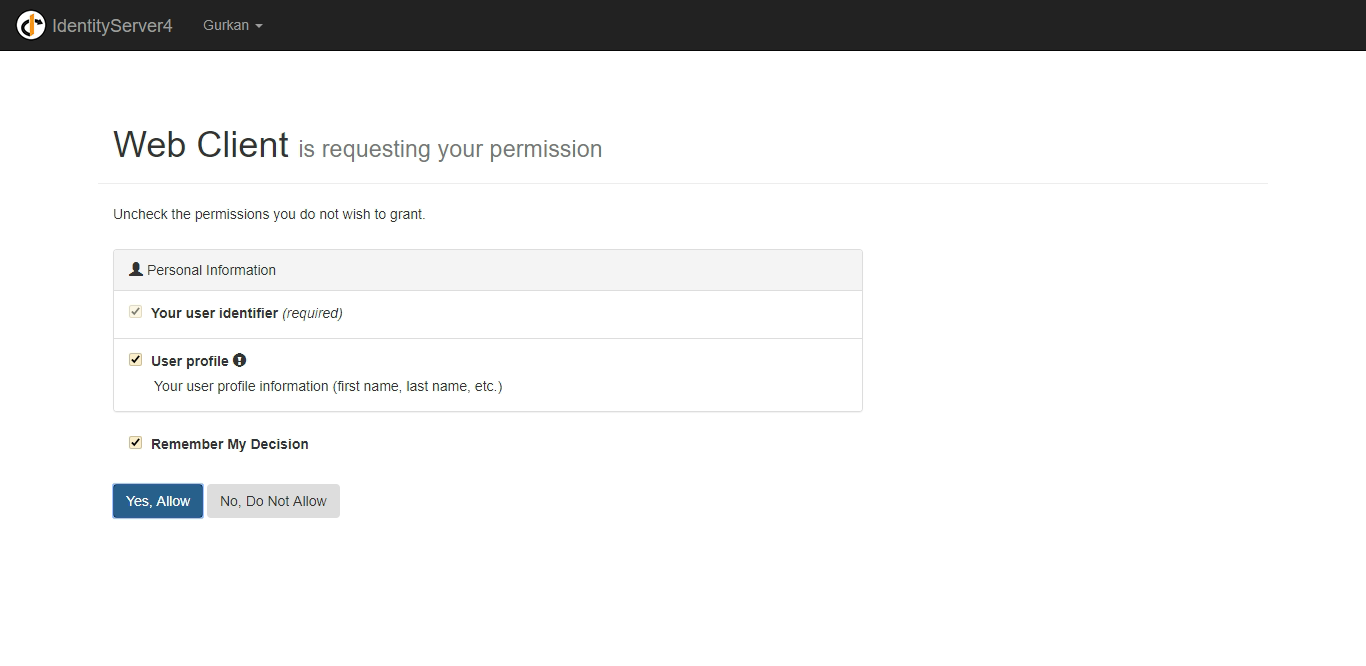 IdentityServer4 Gurkan
Web Client is requesting your permission
Uncheck the permissions you do not wish to grant.
Personal Information
Your user identifier (required)
User profile
Your user profile information (first name, last name, etc.)
Remember My Decision
Yes, Allow No, Do Not Allow